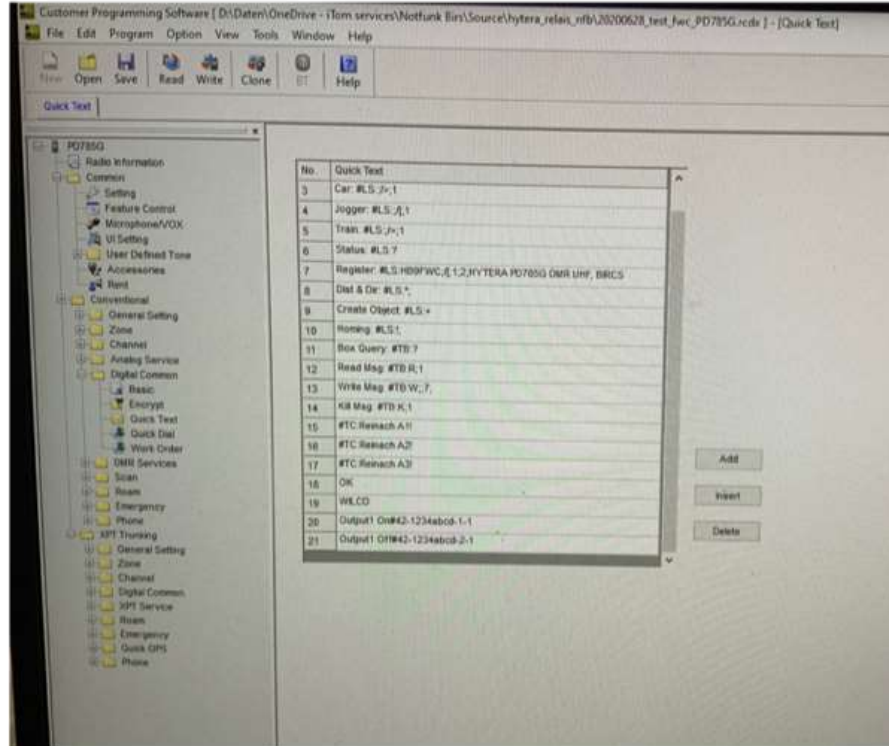 Customer Programming Software [ D:\Daten\OneDrive - iTom services\Notfunk Birs\Source\hytera_relais_nfb\20200628_test_fwc_PD785G.rcdx ] - [Quick Text]
File Edit Program Option View Tools Window Help
New Open Save Read Write Clone BT Help
Quick Text
PD785G
Radio Information
Common
Setting
Feature Control
Microphone/VOX
UI Setting
User Defined Tone
Accessories
Rent
Conventional
General Setting
Zone
Channel
Analog Service
Digital Common
Basic
Encrypt
Quick Text
Quick Dial
Work Order
DMR Services
Scan
Roam
Emergency
Phone
XPT Trunking
General Setting
Zone
Channel
Digital Common
XPT Service
Roam
Emergency
Quick GPS
Phone
No. Quick Text
3 Car: #LS:;/>;1
4 Jogger: #LS:;/[;1
5 Train: #LS:;/=;1
6 Status: #LS:?
7 Register: #LS:HB9FWC;/[;1;2,HYTERA PD785G DMR UHF, BIRCS
8 Dist & Dir: #LS:*;
9 Create Object: #LS:+
10 Homing: #LS:!;
11 Box Query: #TB:?
12 Read Msg: #TB:R;1
13 Write Msg: #TB:W;;7;
14 Kill Msg: #TB:K;1
15 #TC:Reinach A1!
16 #TC:Reinach A2!
17 #TC:Reinach A3!
18 OK
19 WILCO
20 Output1 On#42-1234abcd-1-1
21 Output1 Off#42-1234abcd-2-1
Add
Insert
Delete